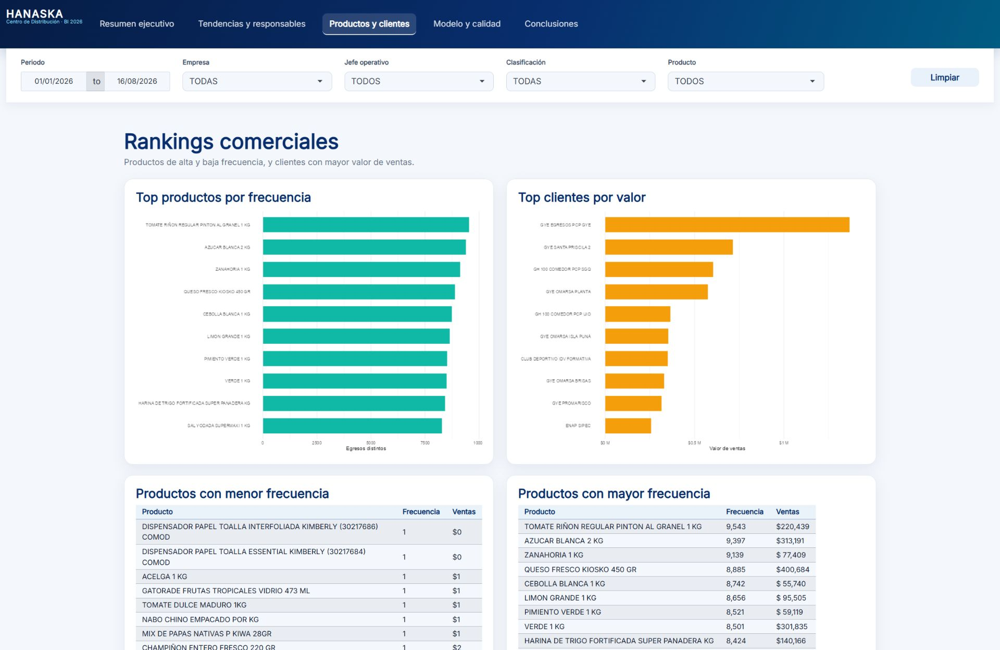 HANASKA
Centro de Distribución · BI 2026
Resumen ejecutivo
Tendencias y responsables
Productos y clientes
Modelo y calidad
Conclusiones
Periodo
01/01/2026 to 16/08/2026
Empresa
TODAS
Jefe operativo
TODOS
Clasificación
TODAS
Producto
TODOS
Limpiar
Rankings comerciales
Productos de alta y baja frecuencia, y clientes con mayor valor de ventas.
Top productos por frecuencia
TOMATE RIÑON REGULAR PINTON AL GRANEL 1 KG
AZUCAR BLANCA 2 KG
ZANAHORIA 1 KG
QUESO FRESCO KIOSKO 450 GR
CEBOLLA BLANCA 1 KG
LIMON GRANDE 1 KG
PIMIENTO VERDE 1 KG
VERDE 1 KG
HARINA DE TRIGO FORTIFICADA SUPER PANADERA KG
SAL YODADA SUPERMAXI 1 KG
0 2500 5000 7500 1000
Egresos distintos
Top clientes por valor
GYE EGRESOS PCP GYE
GYE SANTA PRISCILA 2
GH 100 COMEDOR PCP SGQ
GYE OMARSA PLANTA
GH 100 COMEDOR PCP UIO
GYE OMARSA ISLA PUNÁ
CLUB DEPORTIVO IDV FORMATIVA
GYE OMARSA BRISAS
GYE PROMARISCO
ENAP SIPEC
$0 M $0.5 M $1 M
Valor de ventas
Productos con menor frecuencia
Producto Frecuencia Ventas
DISPENSADOR PAPEL TOALLA INTERFOLIADA KIMBERLY (30217686)
COMOD 1 $0
DISPENSADOR PAPEL TOALLA ESSENTIAL KIMBERLY (30217684)
COMOD 1 $0
ACELGA 1 KG 1 $1
GATORADE FRUTAS TROPICALES VIDRIO 473 ML 1 $1
TOMATE DULCE MADURO 1KG 1 $1
NABO CHINO EMPACADO POR KG 1 $1
MIX DE PAPAS NATIVAS P KIWA 28GR 1 $1
CHAMPIÑON ENTERO FRESCO 220 GR 1 $2
Productos con mayor frecuencia
Producto Frecuencia Ventas
TOMATE RIÑON REGULAR PINTON AL GRANEL 1 KG 9,543 $220,439
AZUCAR BLANCA 2 KG 9,397 $313,191
ZANAHORIA 1 KG 9,139 $ 77,409
QUESO FRESCO KIOSKO 450 GR 8,885 $400,684
CEBOLLA BLANCA 1 KG 8,742 $ 55,740
LIMON GRANDE 1 KG 8,656 $ 95,505
PIMIENTO VERDE 1 KG 8,521 $ 59,119
VERDE 1 KG 8,501 $301,835
HARINA DE TRIGO FORTIFICADA SUPER PANADERA KG 8,424 $140,166